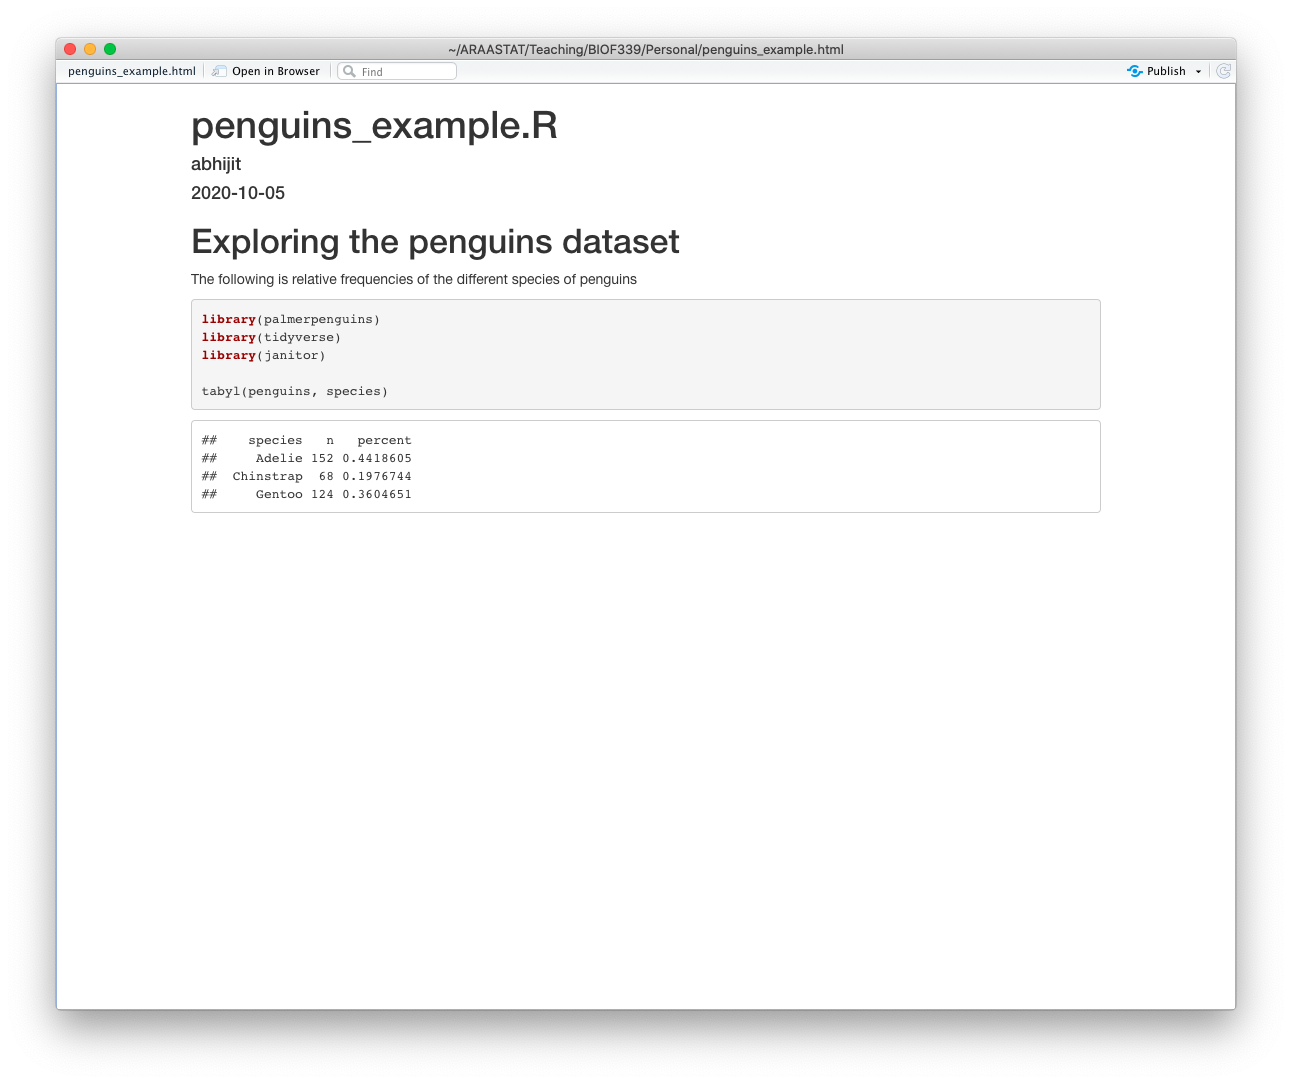 ~/ARAASTAT/Teaching/BIOF339/Personal/penguins_example.html
penguins_example.html Open in Browser Find Publish
penguins_example.R
abhijit
2020-10-05
Exploring the penguins dataset
The following is relative frequencies of the different species of penguins
library(palmerpenguins)
library(tidyverse)
library(janitor)
tabyl(penguins, species)
##    species   n   percent
##     Adelie 152 0.4418605
##  Chinstrap  68 0.1976744
##     Gentoo 124 0.3604651